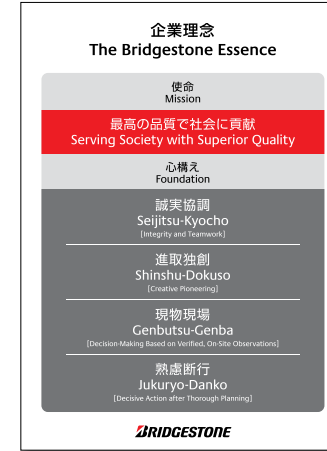 企業理念
The Bridgestone Essence
使命
Mission
最高の品質で社会に貢献
Serving Society with Superior Quality
心構え
Foundation
誠実協調
Seijitsu-Kyocho
[Integrity and Teamwork]
進取独創
Shinshu-Dokuso
[Creative Pioneering]
現物現場
Genbutsu-Genba
[Decision-Making Based on Verified, On-Site Observations]
熟慮断行
Jukuryo-Danko
[Decisive Action after Thorough Planning]
BRIDGESTONE